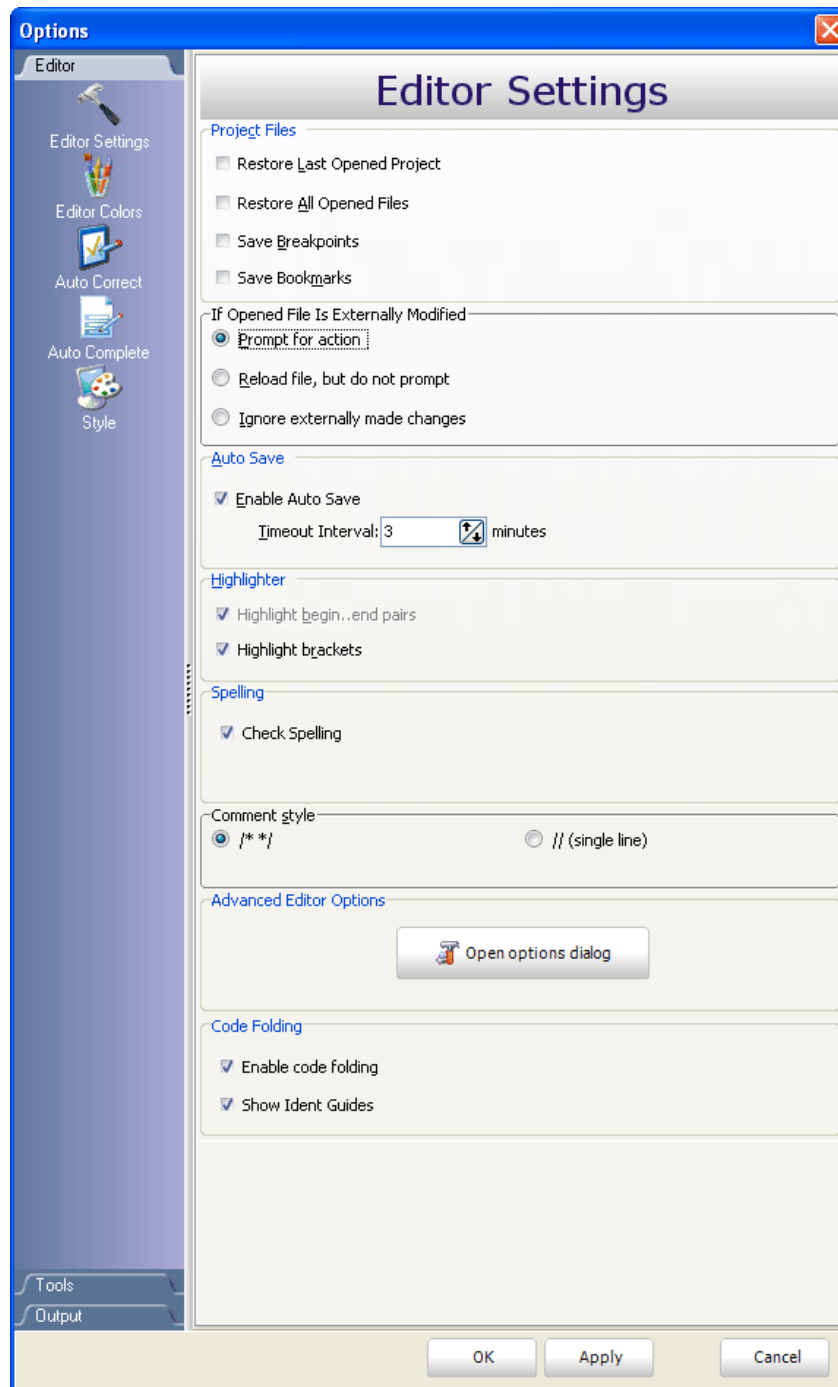 Options
Editor
Editor Settings
Editor Colors
Auto Correct
Auto Complete
Style
Tools
Output
Editor Settings
Project Files
Restore Last Opened Project
Restore All Opened Files
Save Breakpoints
Save Bookmarks
If Opened File Is Externally Modified
Prompt for action
Reload file, but do not prompt
Ignore externally made changes
Auto Save
Enable Auto Save
Timeout Interval: 3 minutes
Highlighter
Highlight begin..end pairs
Highlight brackets
Spelling
Check Spelling
Comment style
/* */ // (single line)
Advanced Editor Options
Open options dialog
Code Folding
Enable code folding
Show Ident Guides
OK Apply Cancel